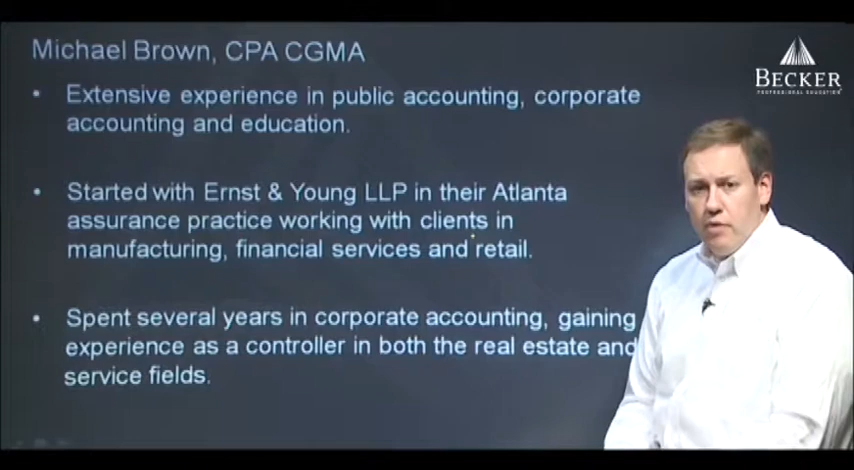 Michael Brown, CPA CGMA
BECKER
PROFESSIONAL EDUCATION
• Extensive experience in public accounting, corporate
accounting and education.
• Started with Ernst & Young LLP in their Atlanta
assurance practice working with clients in
manufacturing, financial services and retail.
• Spent several years in corporate accounting, gaining
experience as a controller in both the real estate and
service fields.